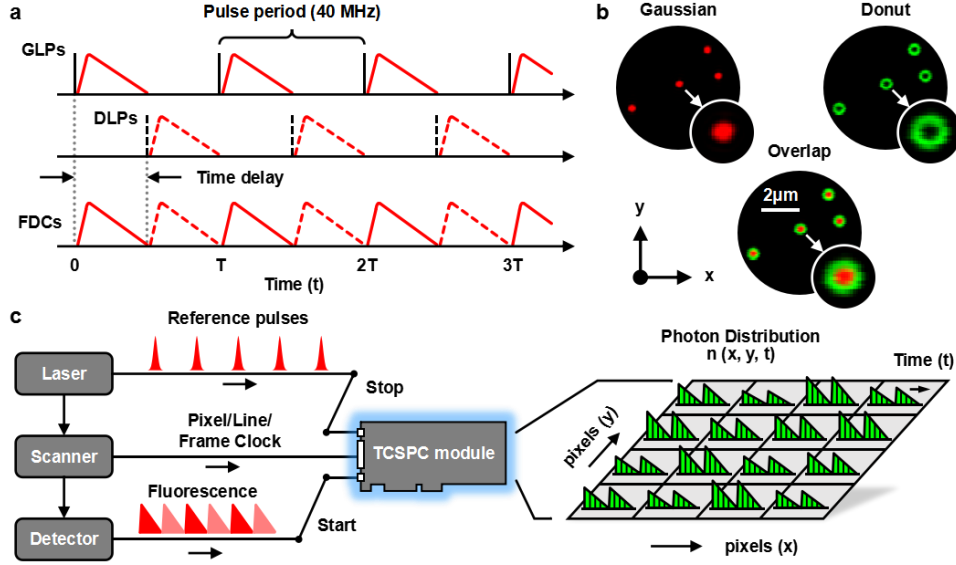 a
Pulse period (40 MHz)
GLPs
DLPs
Time delay
FDCs
0
T
2T
3T
Time (t)
b
Gaussian
Donut
Overlap
2μm
y
x
c
Reference pulses
Laser
Stop
Pixel/Line/
Frame Clock
Scanner
TCSPC module
Fluorescence
Start
Detector
Photon Distribution
n (x, y, t)
Time (t)
pixels (y)
pixels (x)